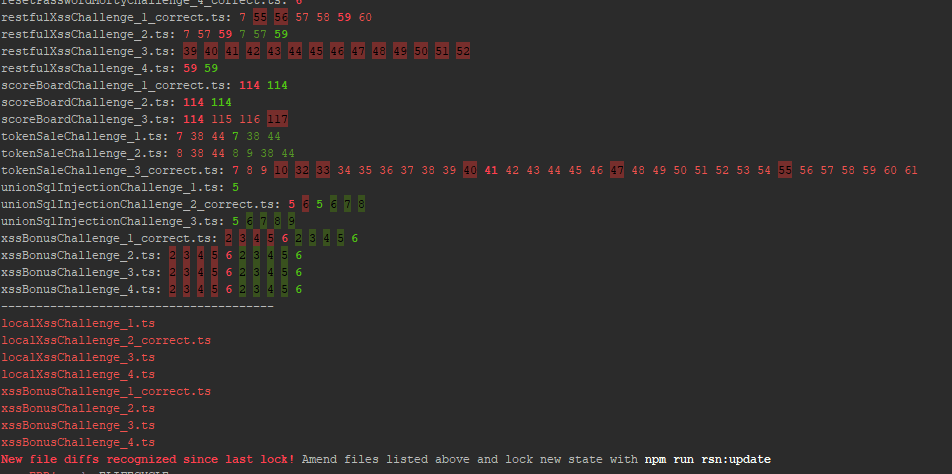 resetPasswordMortyChallenge_4_correct.ts: 6
restfulXssChallenge_1_correct.ts: 7 55 56 57 58 59 60
restfulXssChallenge_2.ts: 7 57 59 7 57 59
restfulXssChallenge_3.ts: 39 40 41 42 43 44 45 46 47 48 49 50 51 52
restfulXssChallenge_4.ts: 59 59
scoreBoardChallenge_1_correct.ts: 114 114
scoreBoardChallenge_2.ts: 114 114
scoreBoardChallenge_3.ts: 114 115 116 117
tokenSaleChallenge_1.ts: 7 38 44 7 38 44
tokenSaleChallenge_2.ts: 8 38 44 8 9 38 44
tokenSaleChallenge_3_correct.ts: 7 8 9 10 32 33 34 35 36 37 38 39 40 41 42 43 44 45 46 47 48 49 50 51 52 53 54 55 56 57 58 59 60 61
unionSqlInjectionChallenge_1.ts: 5
unionSqlInjectionChallenge_2_correct.ts: 5 6 5 6 7 8
unionSqlInjectionChallenge_3.ts: 5 6 7 8 9
xssBonusChallenge_1_correct.ts: 2 3 4 5 6 2 3 4 5 6
xssBonusChallenge_2.ts: 2 3 4 5 6 2 3 4 5 6
xssBonusChallenge_3.ts: 2 3 4 5 6 2 3 4 5 6
xssBonusChallenge_4.ts: 2 3 4 5 6 2 3 4 5 6
---------------------------------------
localXssChallenge_1.ts
localXssChallenge_2_correct.ts
localXssChallenge_3.ts
localXssChallenge_4.ts
xssBonusChallenge_1_correct.ts
xssBonusChallenge_2.ts
xssBonusChallenge_3.ts
xssBonusChallenge_4.ts
New file diffs recognized since last lock! Amend files listed above and lock new state with npm run rsn:update